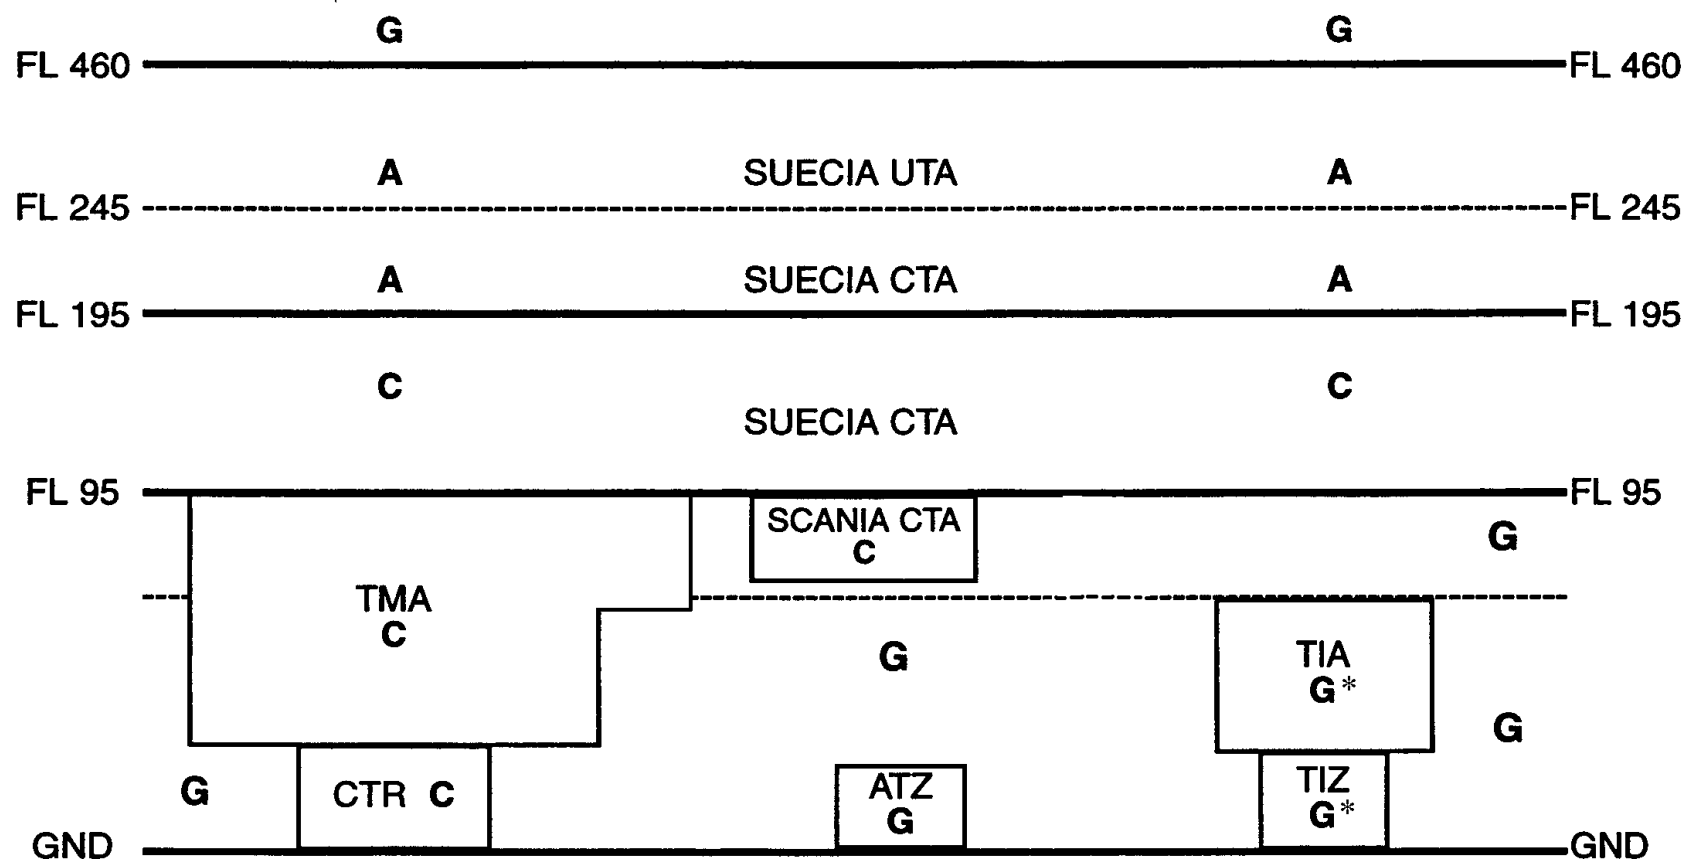 G G
FL 460 FL 460
A SUECIA UTA A
FL 245 FL 245
A SUECIA CTA A
FL 195 FL 195
C C
SUECIA CTA
FL 95 FL 95
SCANIA CTA
C
G
TMA
C
G
TIA
G*
G
G
CTR C
ATZ
G
TIZ
G*
GND GND